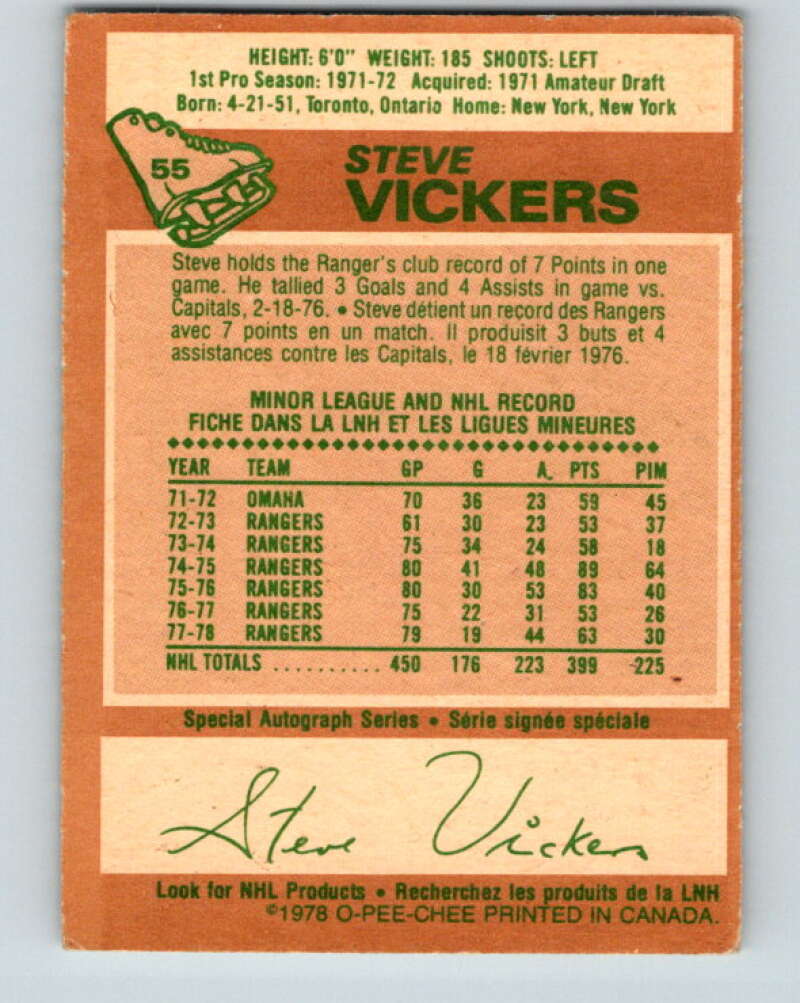 HEIGHT: 6'0" WEIGHT: 185 SHOOTS: LEFT
1st Pro Season: 1971-72 Acquired: 1971 Amateur Draft
Born: 4-21-51, Toronto, Ontario Home: New York, New York
55
STEVE
VICKERS
Steve holds the Ranger's club record of 7 Points in one
game. He tallied 3 Goals and 4 Assists in game vs.
Capitals, 2-18-76. • Steve détient un record des Rangers
avec 7 points en un match. Il produisit 3 buts et 4
assistances contre les Capitals, le 18 février 1976.
MINOR LEAGUE AND NHL RECORD
FICHE DANS LA LNH ET LES LIGUES MINEURES
YEAR TEAM GP G A PTS PIM
71-72 OMAHA 70 36 23 59 45
72-73 RANGERS 61 30 23 53 37
73-74 RANGERS 75 34 24 58 18
74-75 RANGERS 80 41 48 89 64
75-76 RANGERS 80 30 53 83 40
76-77 RANGERS 75 22 31 53 26
77-78 RANGERS 79 19 44 63 30
NHL TOTALS .......... 450 176 223 399 225
Special Autograph Series • Série signée spéciale
Steve Vickers
Look for NHL Products • Recherchez les produits de la LNH
©1978 O-PEE-CHEE PRINTED IN CANADA.